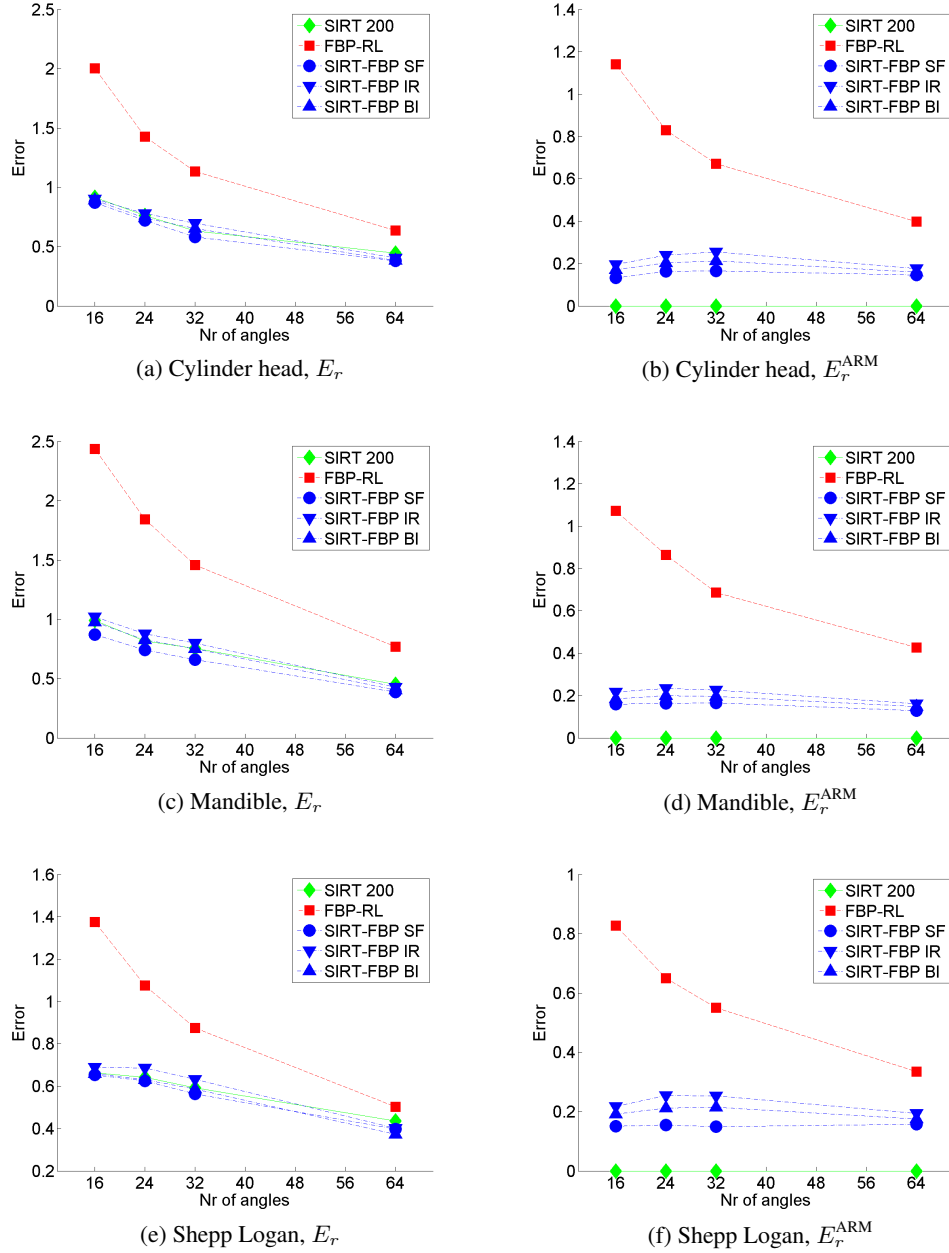 2.5
2
1.5
1
0.5
0
Error
16 24 32 40 48 56 64
Nr of angles
SIRT 200
FBP-RL
SIRT-FBP SF
SIRT-FBP IR
SIRT-FBP BI
(a) Cylinder head, E_r
1.4
1.2
1
0.8
0.6
0.4
0.2
0
Error
16 24 32 40 48 56 64
Nr of angles
SIRT 200
FBP-RL
SIRT-FBP SF
SIRT-FBP IR
SIRT-FBP BI
(b) Cylinder head, E_r^ARM
2.5
2
1.5
1
0.5
0
Error
16 24 32 40 48 56 64
Nr of angles
SIRT 200
FBP-RL
SIRT-FBP SF
SIRT-FBP IR
SIRT-FBP BI
(c) Mandible, E_r
1.4
1.2
1
0.8
0.6
0.4
0.2
0
Error
16 24 32 40 48 56 64
Nr of angles
SIRT 200
FBP-RL
SIRT-FBP SF
SIRT-FBP IR
SIRT-FBP BI
(d) Mandible, E_r^ARM
1.6
1.4
1.2
1
0.8
0.6
0.4
0.2
Error
16 24 32 40 48 56 64
Nr of angles
SIRT 200
FBP-RL
SIRT-FBP SF
SIRT-FBP IR
SIRT-FBP BI
(e) Shepp Logan, E_r
1
0.8
0.6
0.4
0.2
0
Error
16 24 32 40 48 56 64
Nr of angles
SIRT 200
FBP-RL
SIRT-FBP SF
SIRT-FBP IR
SIRT-FBP BI
(f) Shepp Logan, E_r^ARM